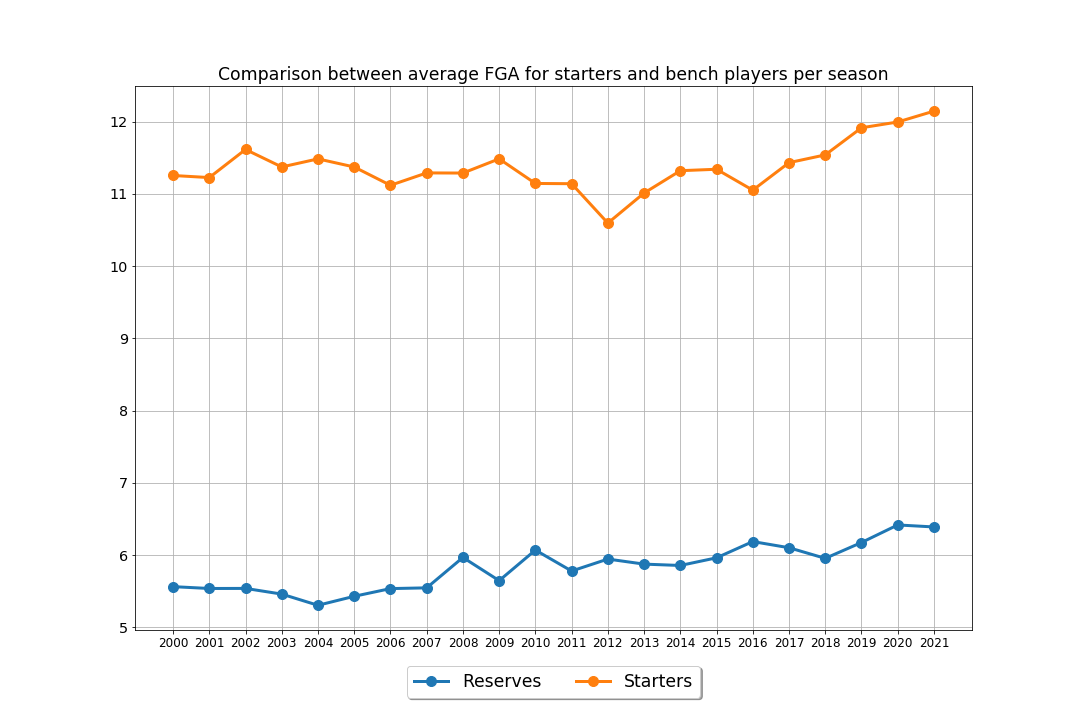 Comparison between average FGA for starters and bench players per season
12
11
10
9
8
7
6
5
2000 2001 2002 2003 2004 2005 2006 2007 2008 2009 2010 2011 2012 2013 2014 2015 2016 2017 2018 2019 2020 2021
Reserves Starters